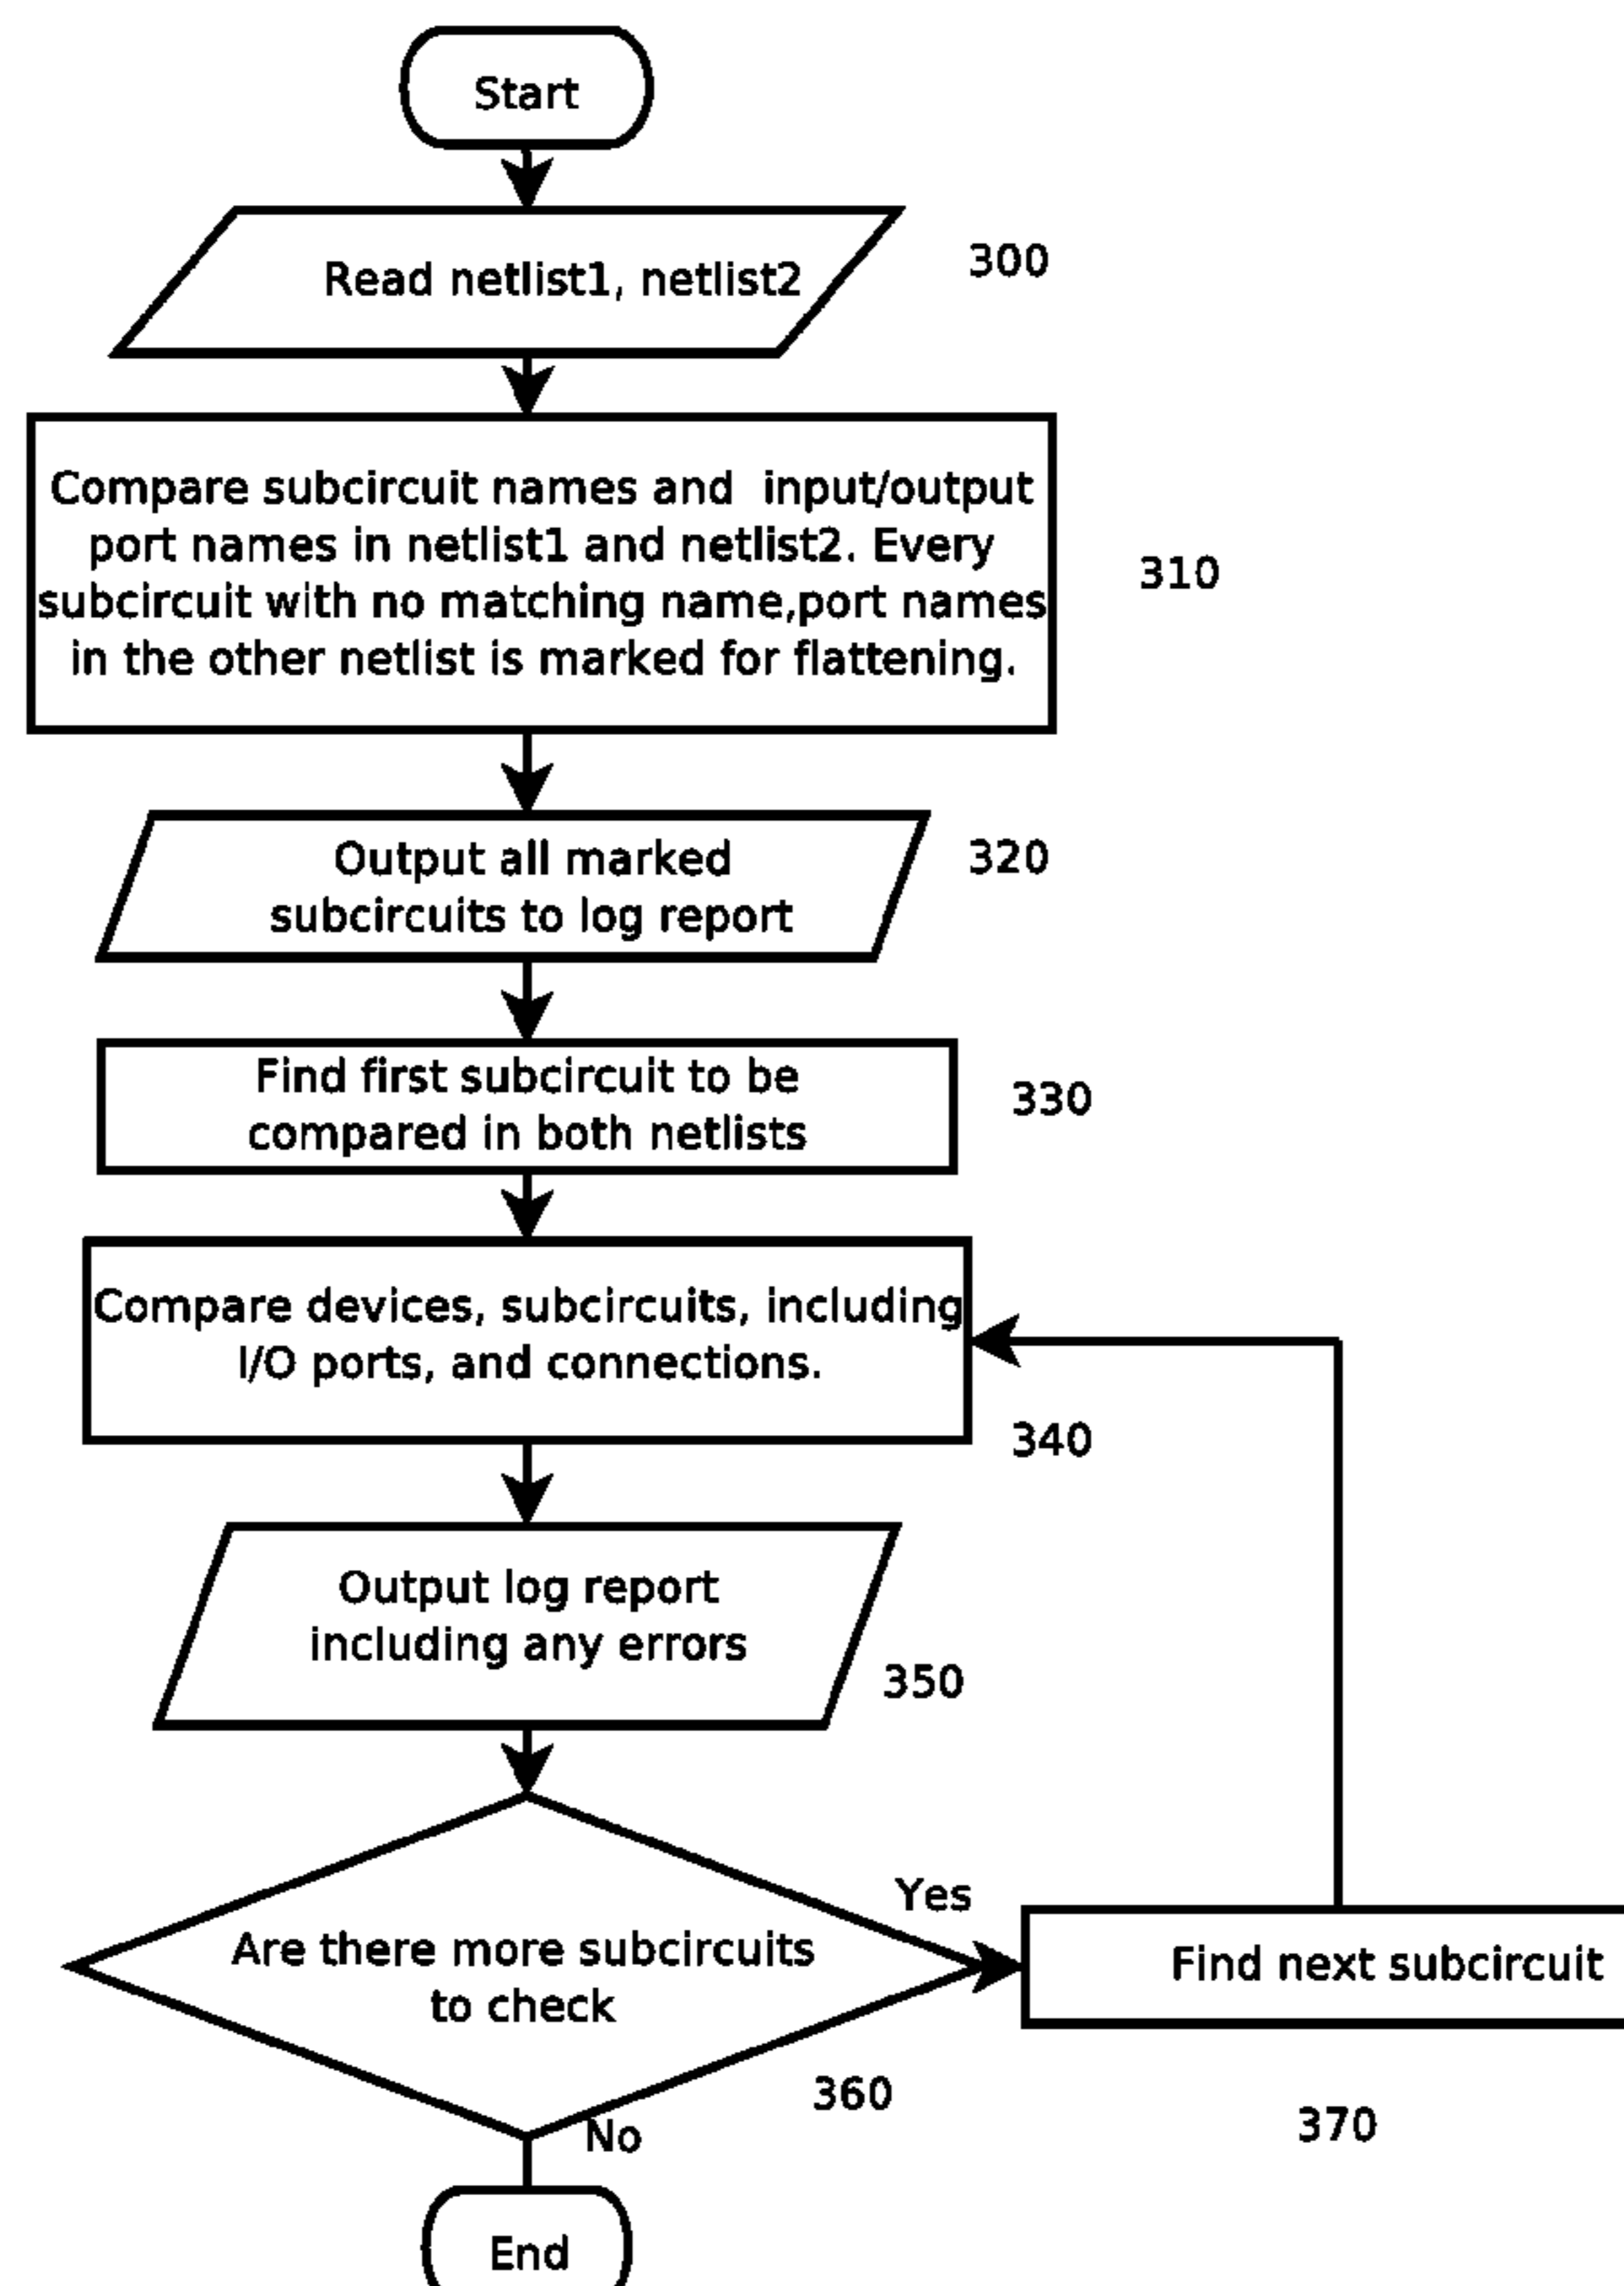 Start
Read netlist1, netlist2
300
Compare subcircuit names and  input/output
port names in netlist1 and netlist2. Every
subcircuit with no matching name,port names
in the other netlist is marked for flattening.
310
Output all marked
subcircuits to log report
320
Find first subcircuit to be
compared in both netlists
330
Compare devices, subcircuits, including
I/O ports, and connections.
340
Output log report
including any errors
350
Are there more subcircuits
to check
360
Yes
Find next subcircuit
370
No
End